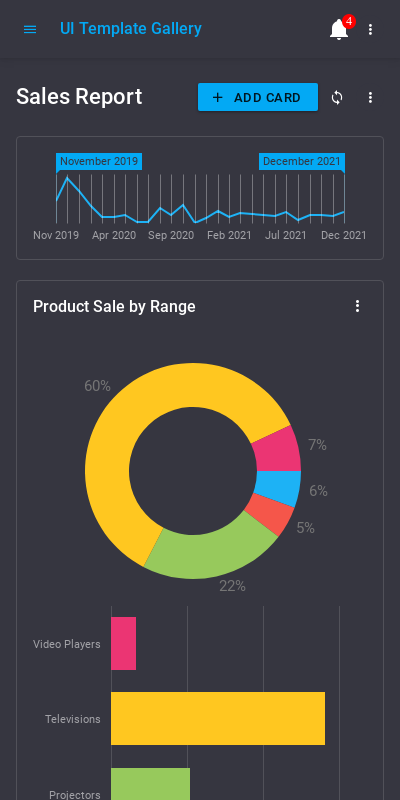 UI Template Gallery
4
Sales Report
ADD CARD
November 2019
December 2021
Nov 2019 Apr 2020 Sep 2020 Feb 2021 Jul 2021 Dec 2021
Product Sale by Range
60%
7%
6%
5%
22%
Video Players
Televisions
Projectors